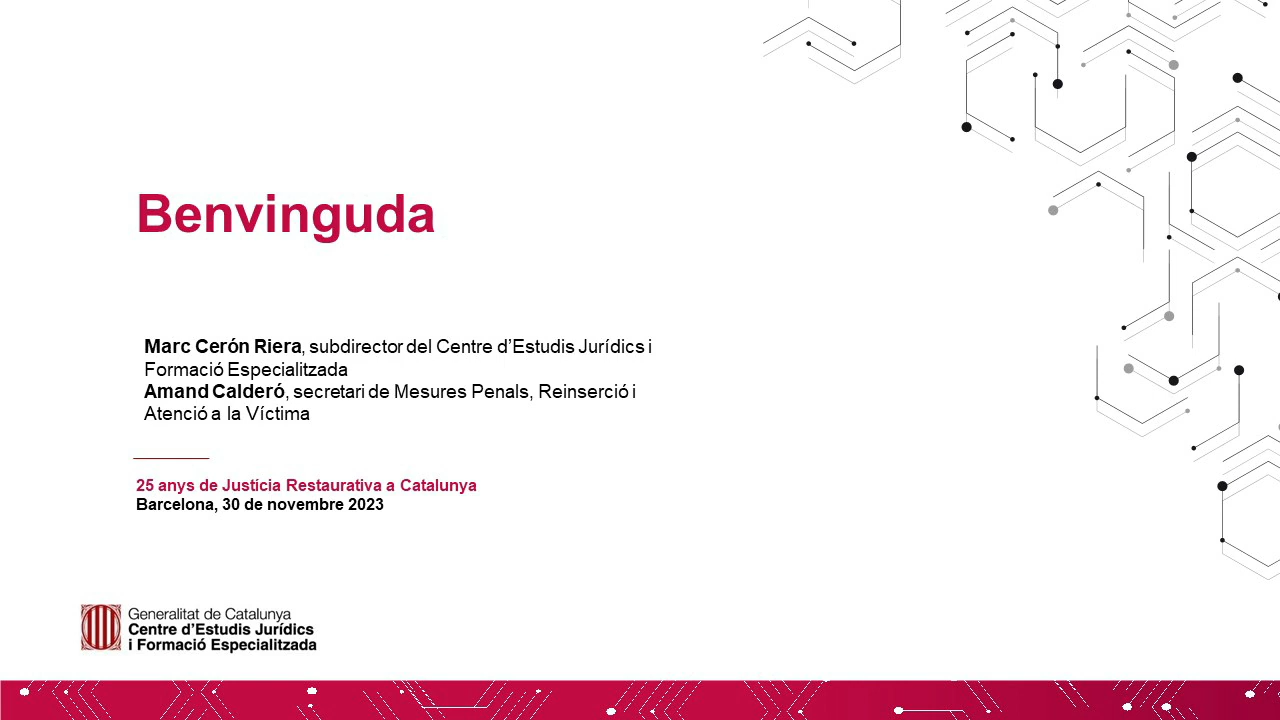 Benvinguda
Marc Cerón Riera, subdirector del Centre d’Estudis Jurídics i
Formació Especialitzada
Amand Calderó, secretari de Mesures Penals, Reinserció i
Atenció a la Víctima
25 anys de Justícia Restaurativa a Catalunya
Barcelona, 30 de novembre 2023
Generalitat de Catalunya
Centre d’Estudis Jurídics
i Formació Especialitzada